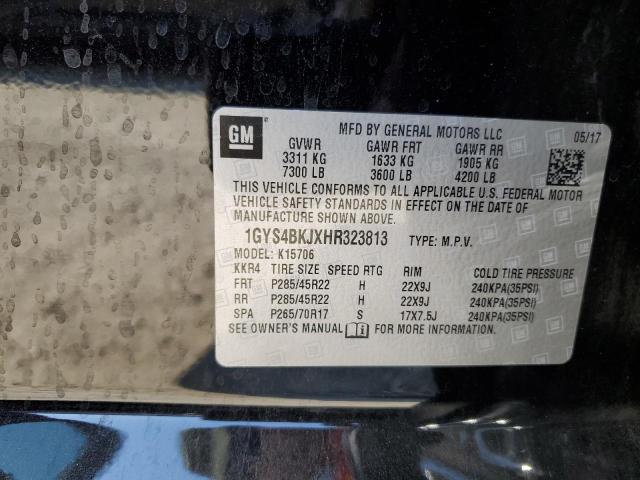 GM
MFD BY GENERAL MOTORS LLC 05/17
GVWR GAWR FRT GAWR RR
3311 KG 1633 KG 1905 KG
7300 LB 3600 LB 4200 LB
THIS VEHICLE CONFORMS TO ALL APPLICABLE U.S. FEDERAL MOTOR
VEHICLE SAFETY STANDARDS IN EFFECT ON THE DATE OF
MANUFACTURE SHOWN ABOVE.
1GYS4BKJXHR323813 TYPE: M.P.V.
MODEL: K15706
KKR4 TIRE SIZE SPEED RTG RIM COLD TIRE PRESSURE
FRT P285/45R22 H 22X9J 240KPA(35PSI)
RR P285/45R22 H 22X9J 240KPA(35PSI)
SPA P265/70R17 S 17X7.5J 240KPA(35PSI)
SEE OWNER'S MANUAL FOR MORE INFORMATION.